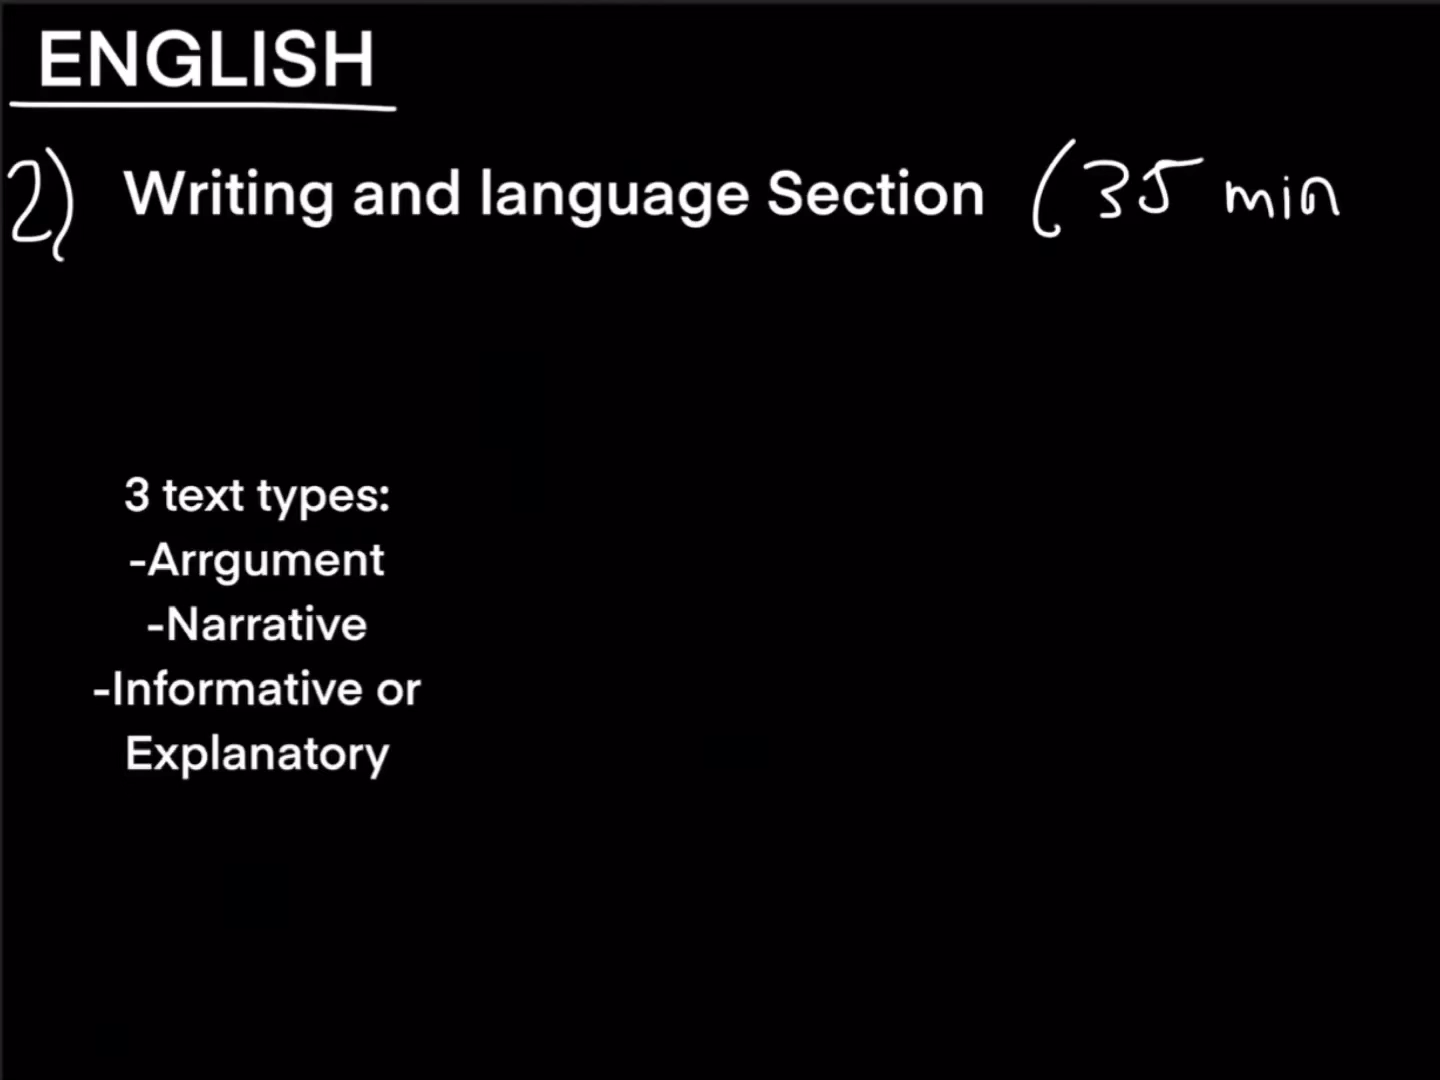 ENGLISH
2) Writing and language Section (35 min
3 text types:
-Arrgument
-Narrative
-Informative or
Explanatory